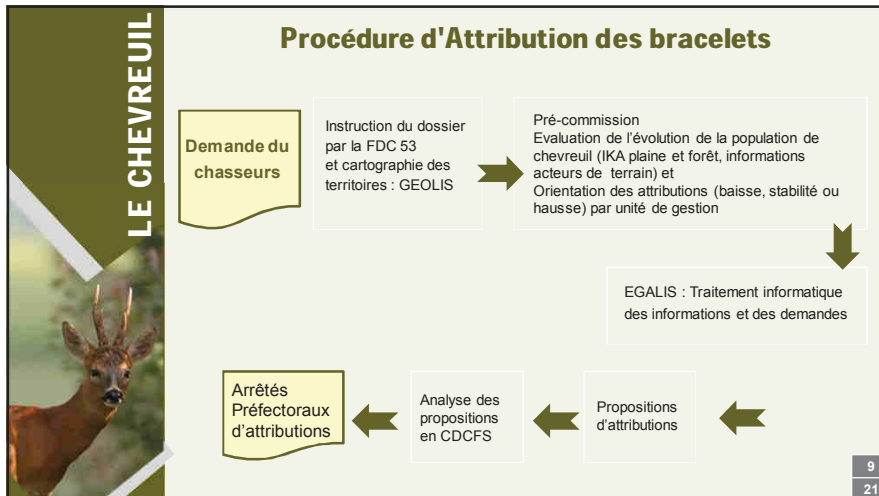 LE CHEVREUIL
Procédure d'Attribution des bracelets
Demande du
chasseurs
Instruction du dossier
par la FDC 53
et cartographie des
territoires : GEOLIS
Pré-commission
Evaluation de l'évolution de la population de
chevreuil (IKA plaine et forêt, informations
acteurs de terrain) et
Orientation des attributions (baisse, stabilité ou
hausse) par unité de gestion
EGALIS : Traitement informatique
des informations et des demandes
Propositions
d'attributions
Analyse des
propositions
en CDCFS
Arrêtés
Préfectoraux
d'attributions
9
21